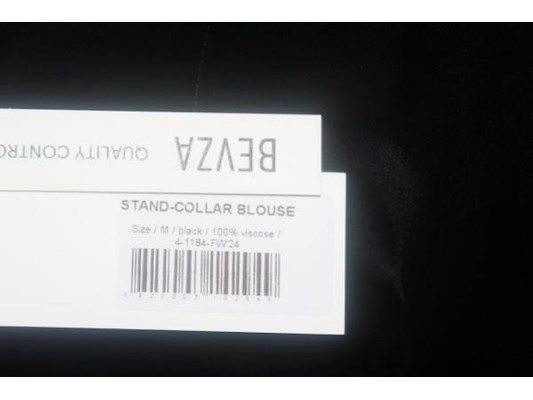 BEVZA QUALITY CONTRO
STAND-COLLAR BLOUSE
Size / M / black / 100% viscose /
4-1184-FW'24